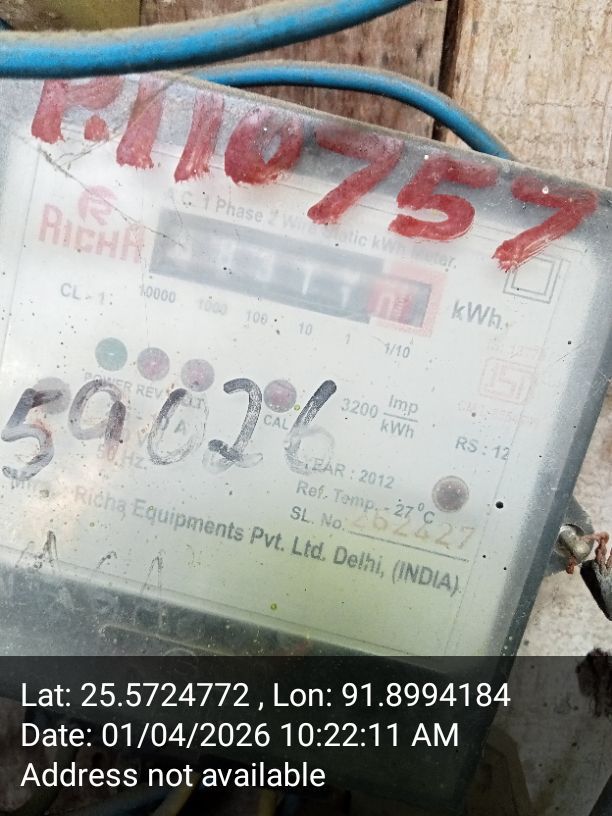 P.110757
RICHA
A.C. 1 Phase 2 Wire Static kWh Meter.
kWh
CL - 1
10000 1000 100 10 1 1/10
POWER REV
CAL
3200 Imp/kWh
59026
A
50 Hz
RS : 12
YEAR : 2012
Ref. Temp. - 27°C
SL. No.
Richa Equipments Pvt. Ltd. Delhi, (INDIA)
Lat: 25.5724772 , Lon: 91.8994184
Date: 01/04/2026 10:22:11 AM
Address not available